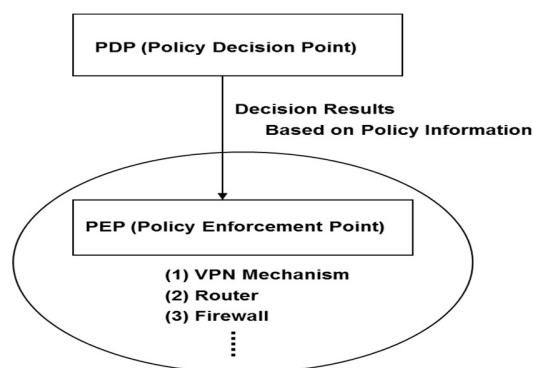 PDP (Policy Decision Point)
Decision Results
Based on Policy Information
PEP (Policy Enforcement Point)
(1) VPN Mechanism
(2) Router
(3) Firewall